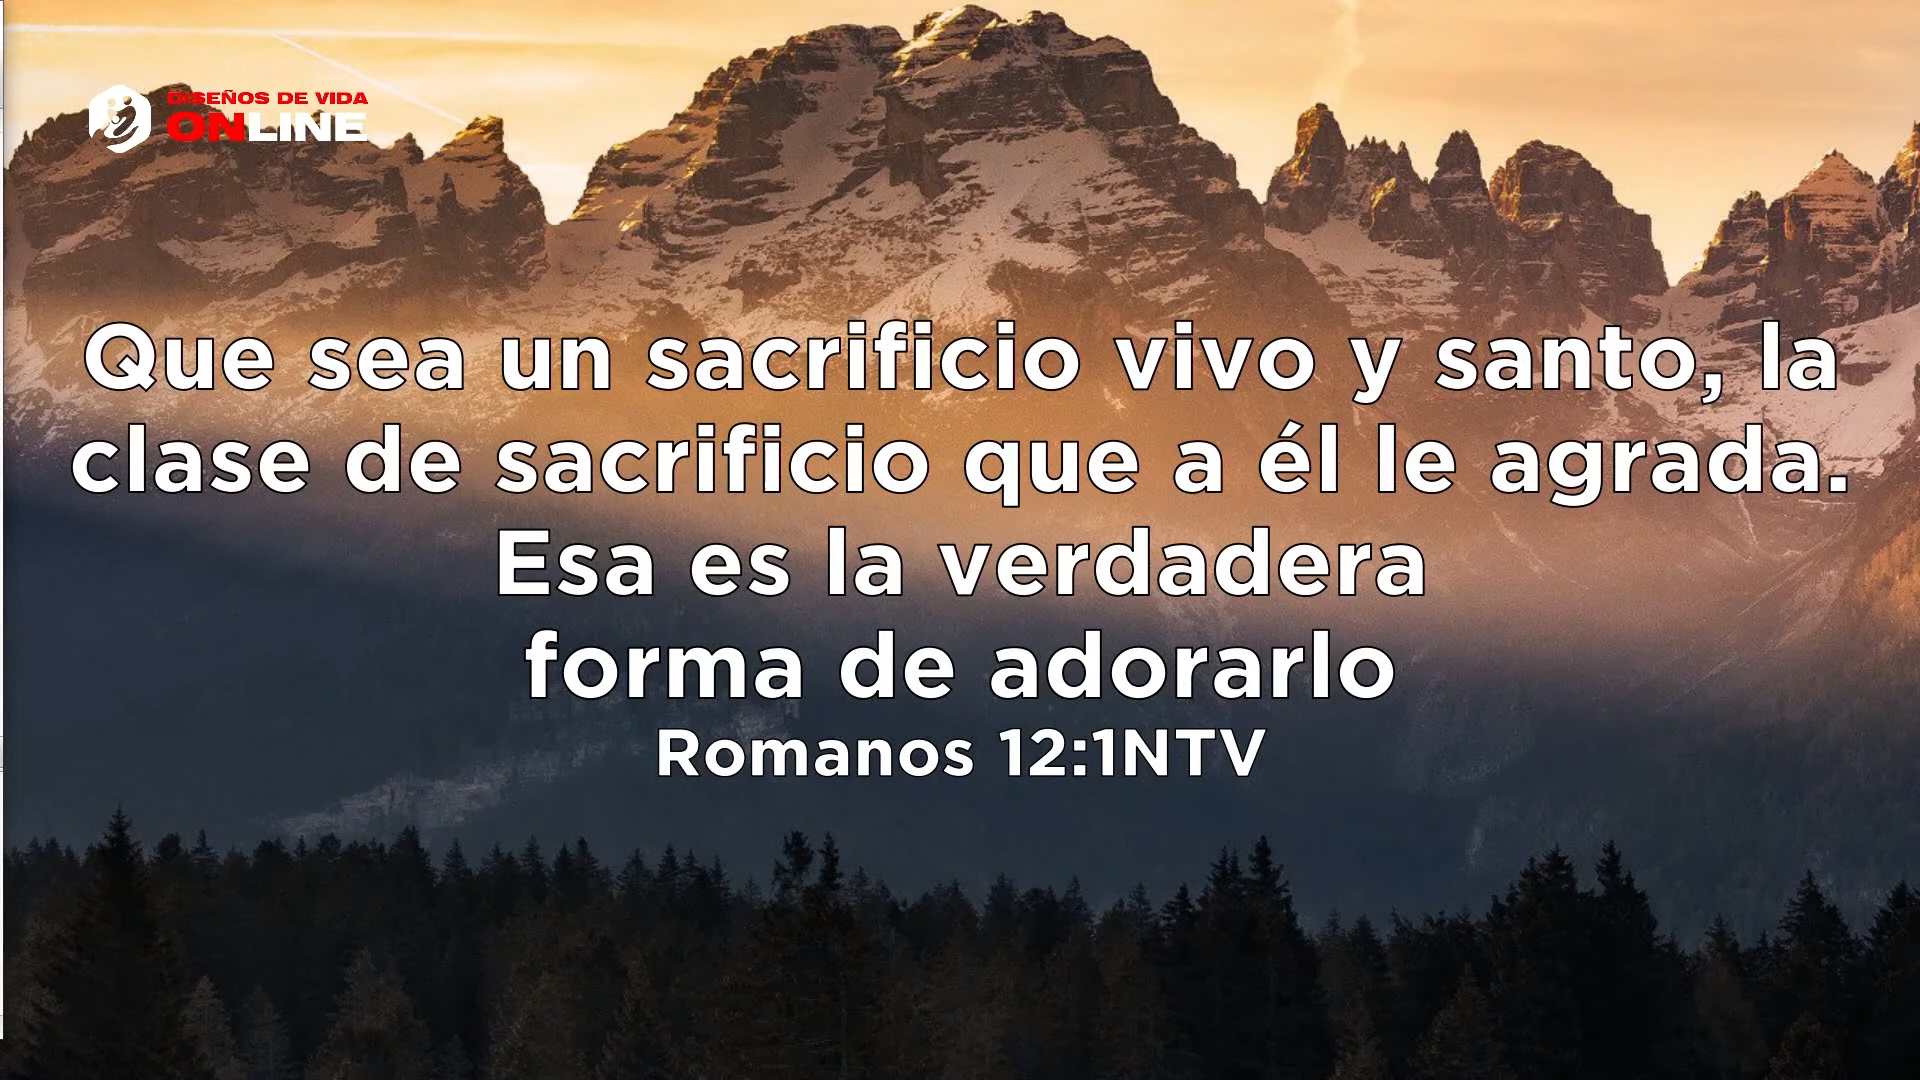 DISEÑOS DE VIDA
ONLINE
Que sea un sacrificio vivo y santo, la
clase de sacrificio que a él le agrada.
Esa es la verdadera
forma de adorarlo
Romanos 12:1NTV